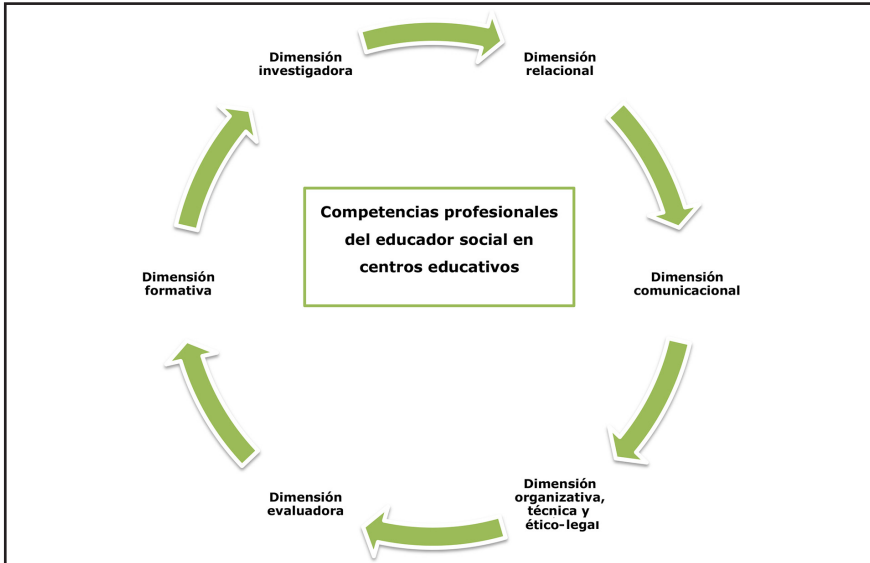 Dimensión
investigadora
Dimensión
relacional
Competencias profesionales
del educador social en
centros educativos
Dimensión
formativa
Dimensión
comunicacional
Dimensión
evaluadora
Dimensión
organizativa,
técnica y
ético-legal